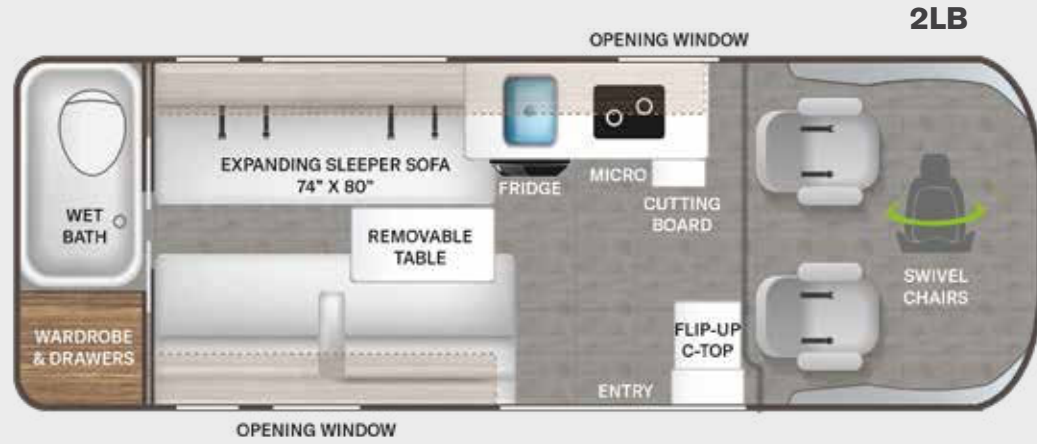 2LB
OPENING WINDOW
EXPANDING SLEEPER SOFA
74" X 80"
FRIDGE
MICRO
CUTTING
BOARD
WET
BATH
REMOVABLE
TABLE
SWIVEL
CHAIRS
WARDROBE
& DRAWERS
FLIP-UP
C-TOP
ENTRY
OPENING WINDOW